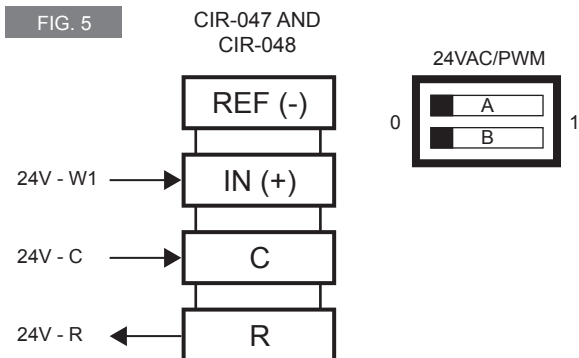 FIG. 5
CIR-047 AND
CIR-048
24VAC/PWM
REF (-)
0
A
B
1
24V - W1
IN (+)
24V - C
C
24V - R
R